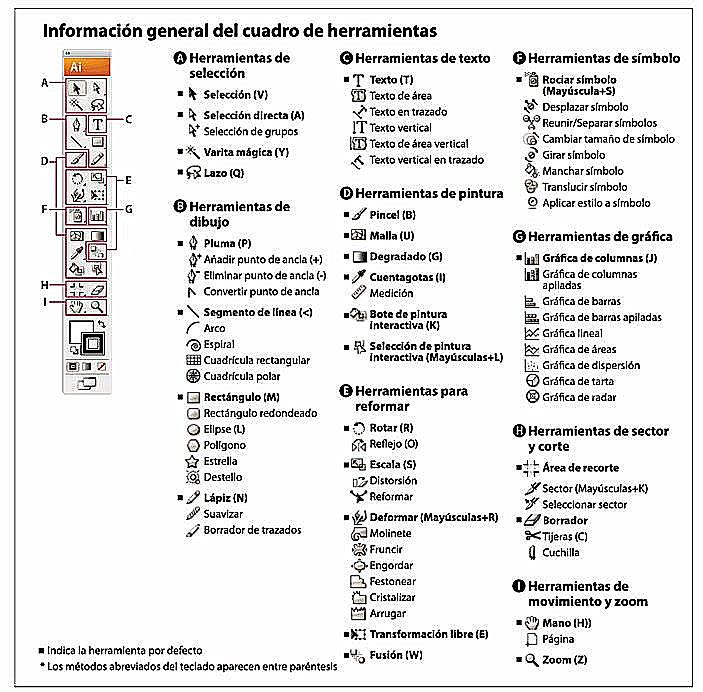 Información general del cuadro de herramientas
Ai
A
B
C
D
E
F
G
H
I
A Herramientas de
selección
■ Selección (V)
■ Selección directa (A)
Selección de grupos
■ Varita mágica (Y)
■ Lazo (Q)
B Herramientas de
dibujo
■ Pluma (P)
Añadir punto de ancla (+)
Eliminar punto de ancla (-)
Convertir punto de ancla
■ Segmento de línea (<)
Arco
Espiral
Cuadrícula rectangular
Cuadrícula polar
■ Rectángulo (M)
Rectángulo redondeado
Elipse (L)
Polígono
Estrella
Destello
■ Lápiz (N)
Suavizar
Borrador de trazados
C Herramientas de texto
■ Texto (T)
Texto de área
Texto en trazado
Texto vertical
Texto de área vertical
Texto vertical en trazado
D Herramientas de pintura
■ Pincel (B)
■ Malla (U)
■ Degradado (G)
■ Cuentagotas (I)
Medición
■ Bote de pintura
interactiva (K)
■ Selección de pintura
interactiva (Mayúsculas+L)
E Herramientas para
reformar
■ Rotar (R)
Reflejo (O)
■ Escala (S)
Distorsión
Reformar
■ Deformar (Mayúsculas+R)
Molinete
Fruncir
Engordar
Festonear
Cristalizar
Arrugar
■ Transformación libre (E)
■ Fusión (W)
F Herramientas de símbolo
■ Rociar símbolo
(Mayúscula+S)
Desplazar símbolo
Reunir/Separar símbolos
Cambiar tamaño de símbolo
Girar símbolo
Manchar símbolo
Translucir símbolo
Aplicar estilo a símbolo
G Herramientas de gráfica
■ Gráfica de columnas (J)
Gráfica de columnas
apiladas
Gráfica de barras
Gráfica de barras apiladas
Gráfica lineal
Gráfica de áreas
Gráfica de dispersión
Gráfica de tarta
Gráfica de radar
H Herramientas de sector
y corte
■ Área de recorte
Sector (Mayúsculas+K)
Seleccionar sector
■ Borrador
Tijeras (C)
Cuchilla
I Herramientas de
movimiento y zoom
■ Mano (H))
Página
■ Zoom (Z)
■ Indica la herramienta por defecto
* Los métodos abreviados del teclado aparecen entre paréntesis